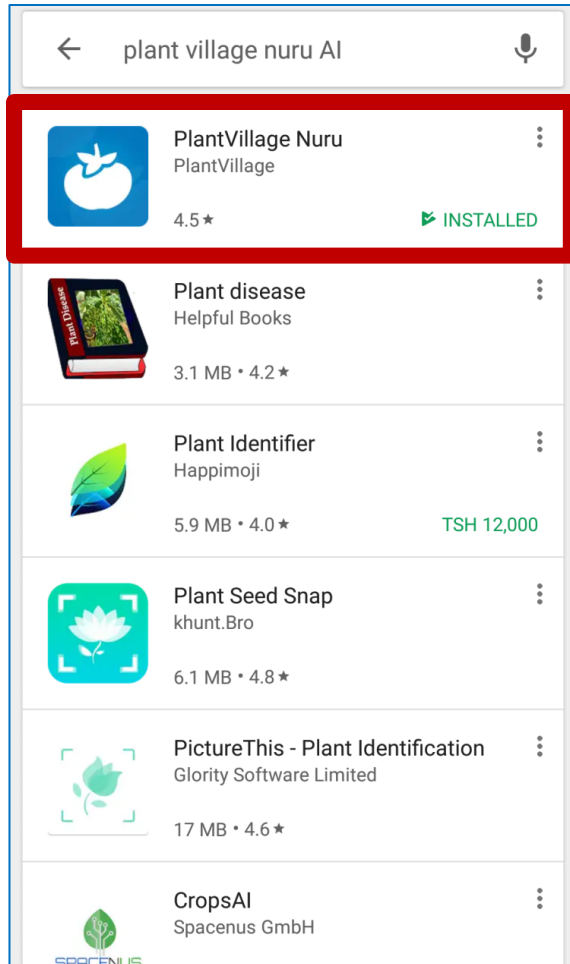 plant village nuru AI
PlantVillage Nuru
PlantVillage
4.5★
INSTALLED
Plant Disease
Plant disease
Helpful Books
3.1 MB • 4.2★
Plant Identifier
Happimoji
5.9 MB • 4.0★
TSH 12,000
Plant Seed Snap
khunt.Bro
6.1 MB • 4.8★
PictureThis - Plant Identification
Glority Software Limited
17 MB • 4.6★
CropsAI
Spacenus GmbH
SPACENUS